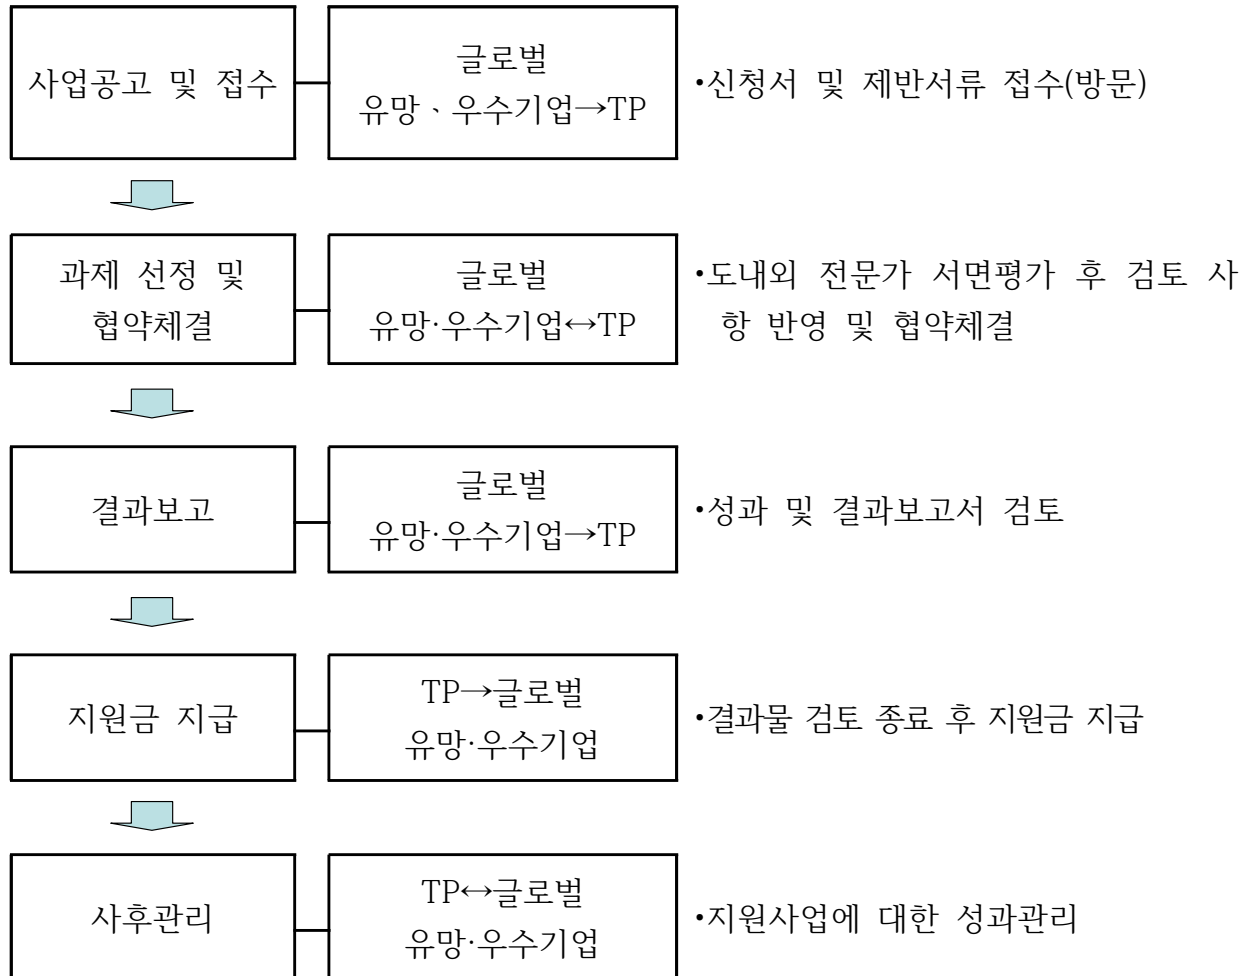 사업공고 및 접수
글로벌
유망、우수기업→TP
•신청서 및 제반서류 접수(방문)
과제 선정 및
협약체결
글로벌
유망·우수기업↔TP
•도내외 전문가 서면평가 후 검토 사
항 반영 및 협약체결
결과보고
글로벌
유망·우수기업→TP
•성과 및 결과보고서 검토
지원금 지급
TP→글로벌
유망·우수기업
•결과물 검토 종료 후 지원금 지급
사후관리
TP↔글로벌
유망·우수기업
•지원사업에 대한 성과관리